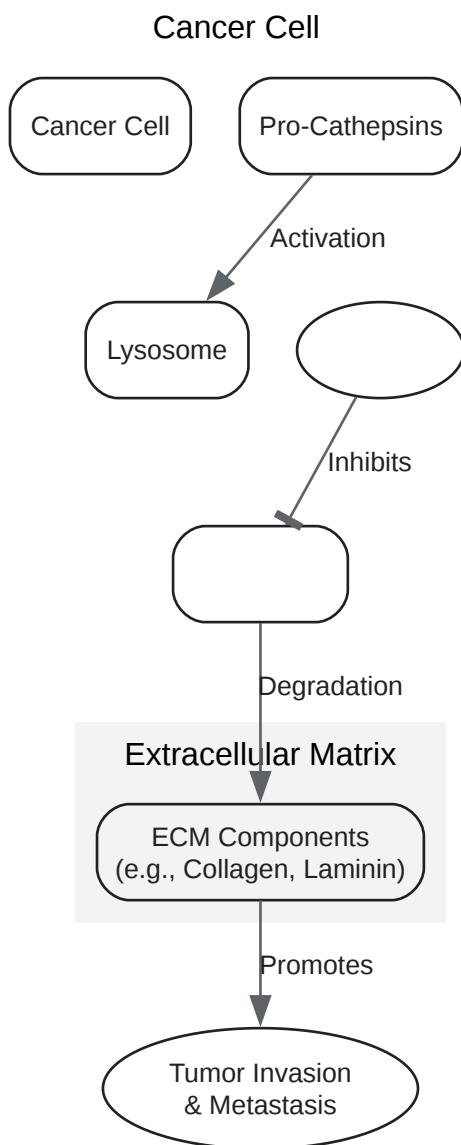 Cancer Cell
Cancer Cell
Pro-Cathepsins
Activation
Lysosome
Inhibits
Degradation
Extracellular Matrix
ECM Components
(e.g., Collagen, Laminin)
Promotes
Tumor Invasion
& Metastasis